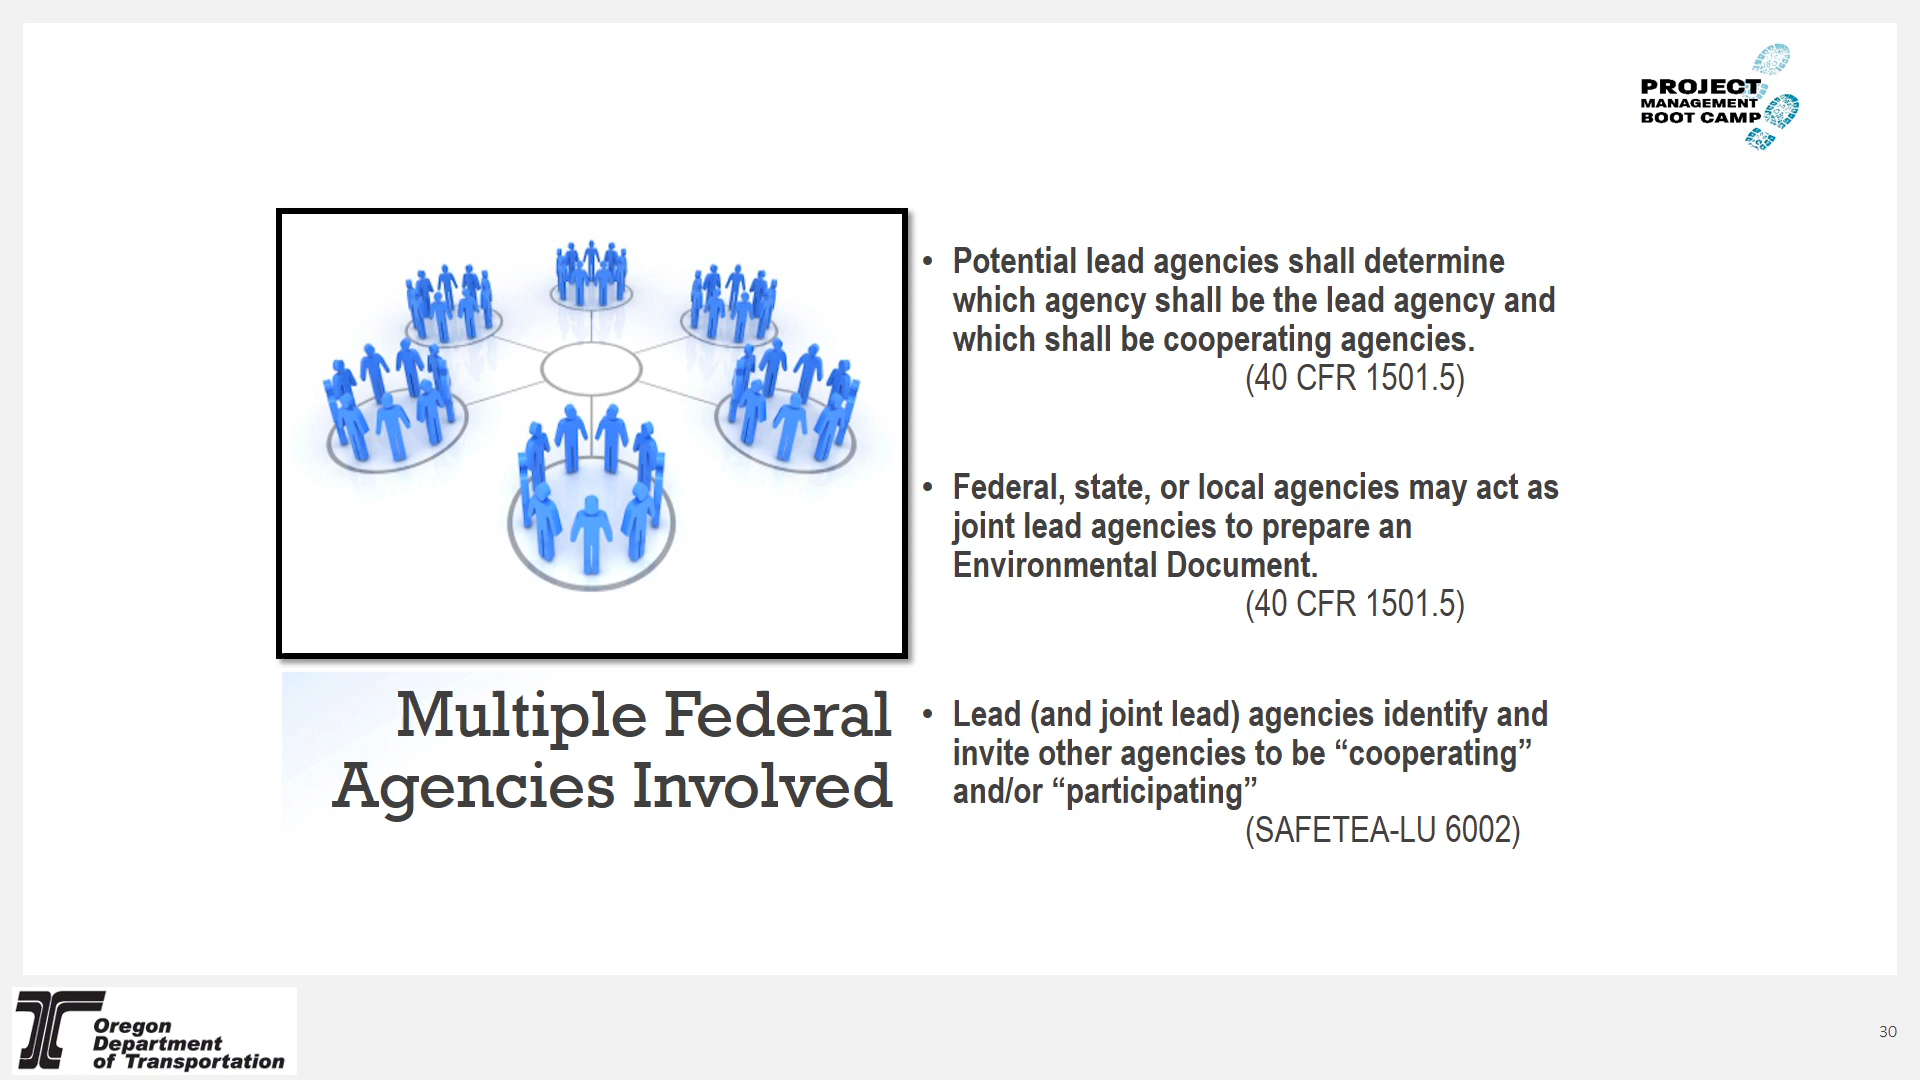 PROJECT
MANAGEMENT
BOOT CAMP
• Potential lead agencies shall determine
which agency shall be the lead agency and
which shall be cooperating agencies.
(40 CFR 1501.5)
• Federal, state, or local agencies may act as
joint lead agencies to prepare an
Environmental Document.
(40 CFR 1501.5)
• Lead (and joint lead) agencies identify and
invite other agencies to be “cooperating”
and/or “participating”
(SAFETEA-LU 6002)
Multiple Federal
Agencies Involved
Oregon
Department
of Transportation
30